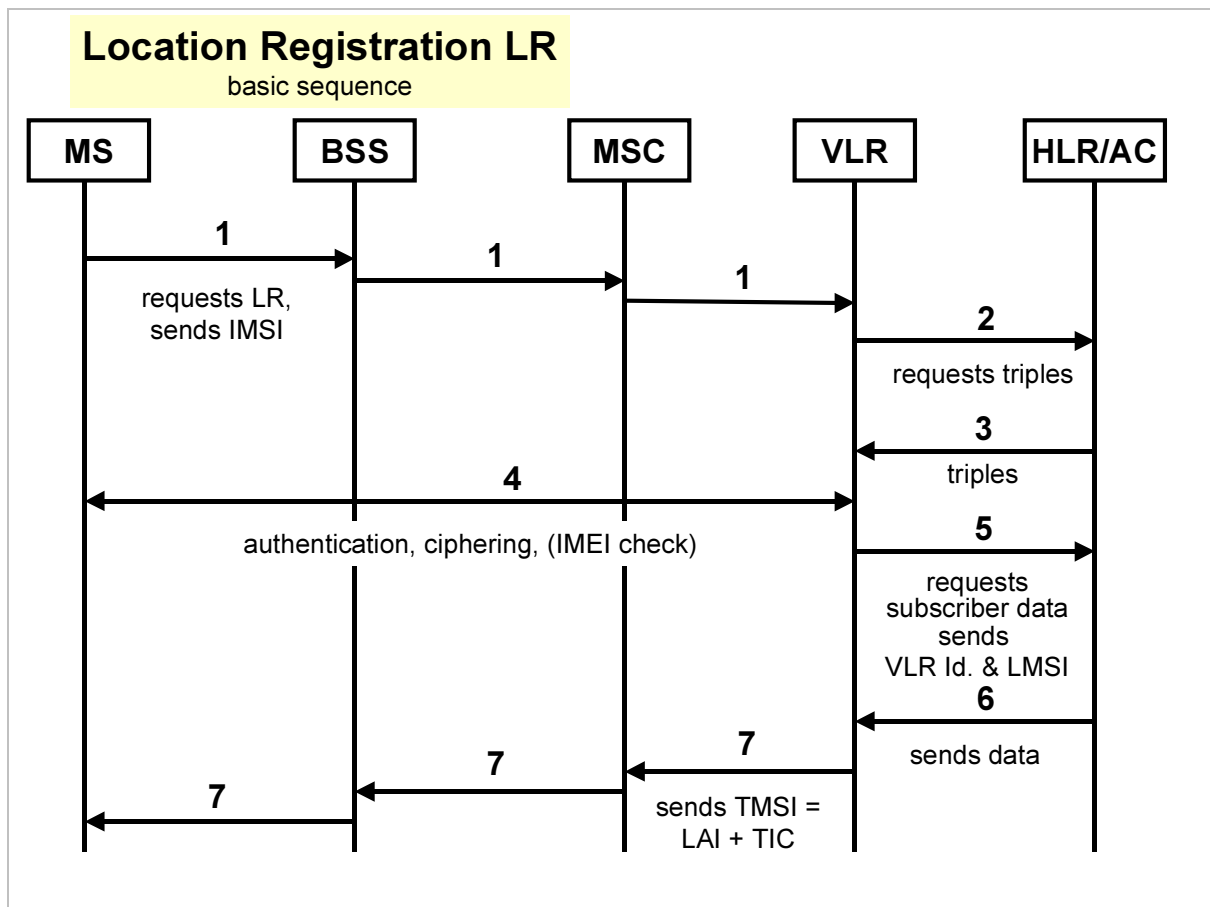 Location Registration LR
basic sequence
MS
BSS
MSC
VLR
HLR/AC
1
requests LR,
sends IMSI
1
1
2
requests triples
3
triples
4
authentication, ciphering, (IMEI check)
5
requests
subscriber data
sends
VLR Id. & LMSI
6
sends data
7
sends TMSI =
LAI + TIC
7
7